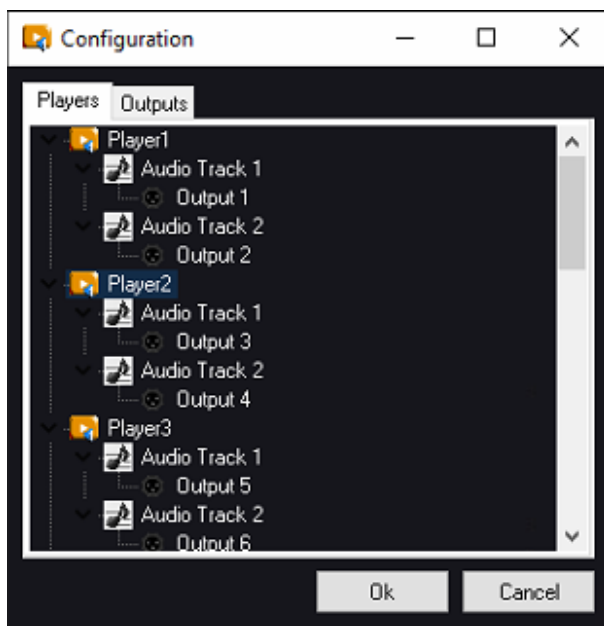 Configuration
Players Outputs
Player1
Audio Track 1
Output 1
Audio Track 2
Output 2
Player2
Audio Track 1
Output 3
Audio Track 2
Output 4
Player3
Audio Track 1
Output 5
Audio Track 2
Output 6
Ok Cancel